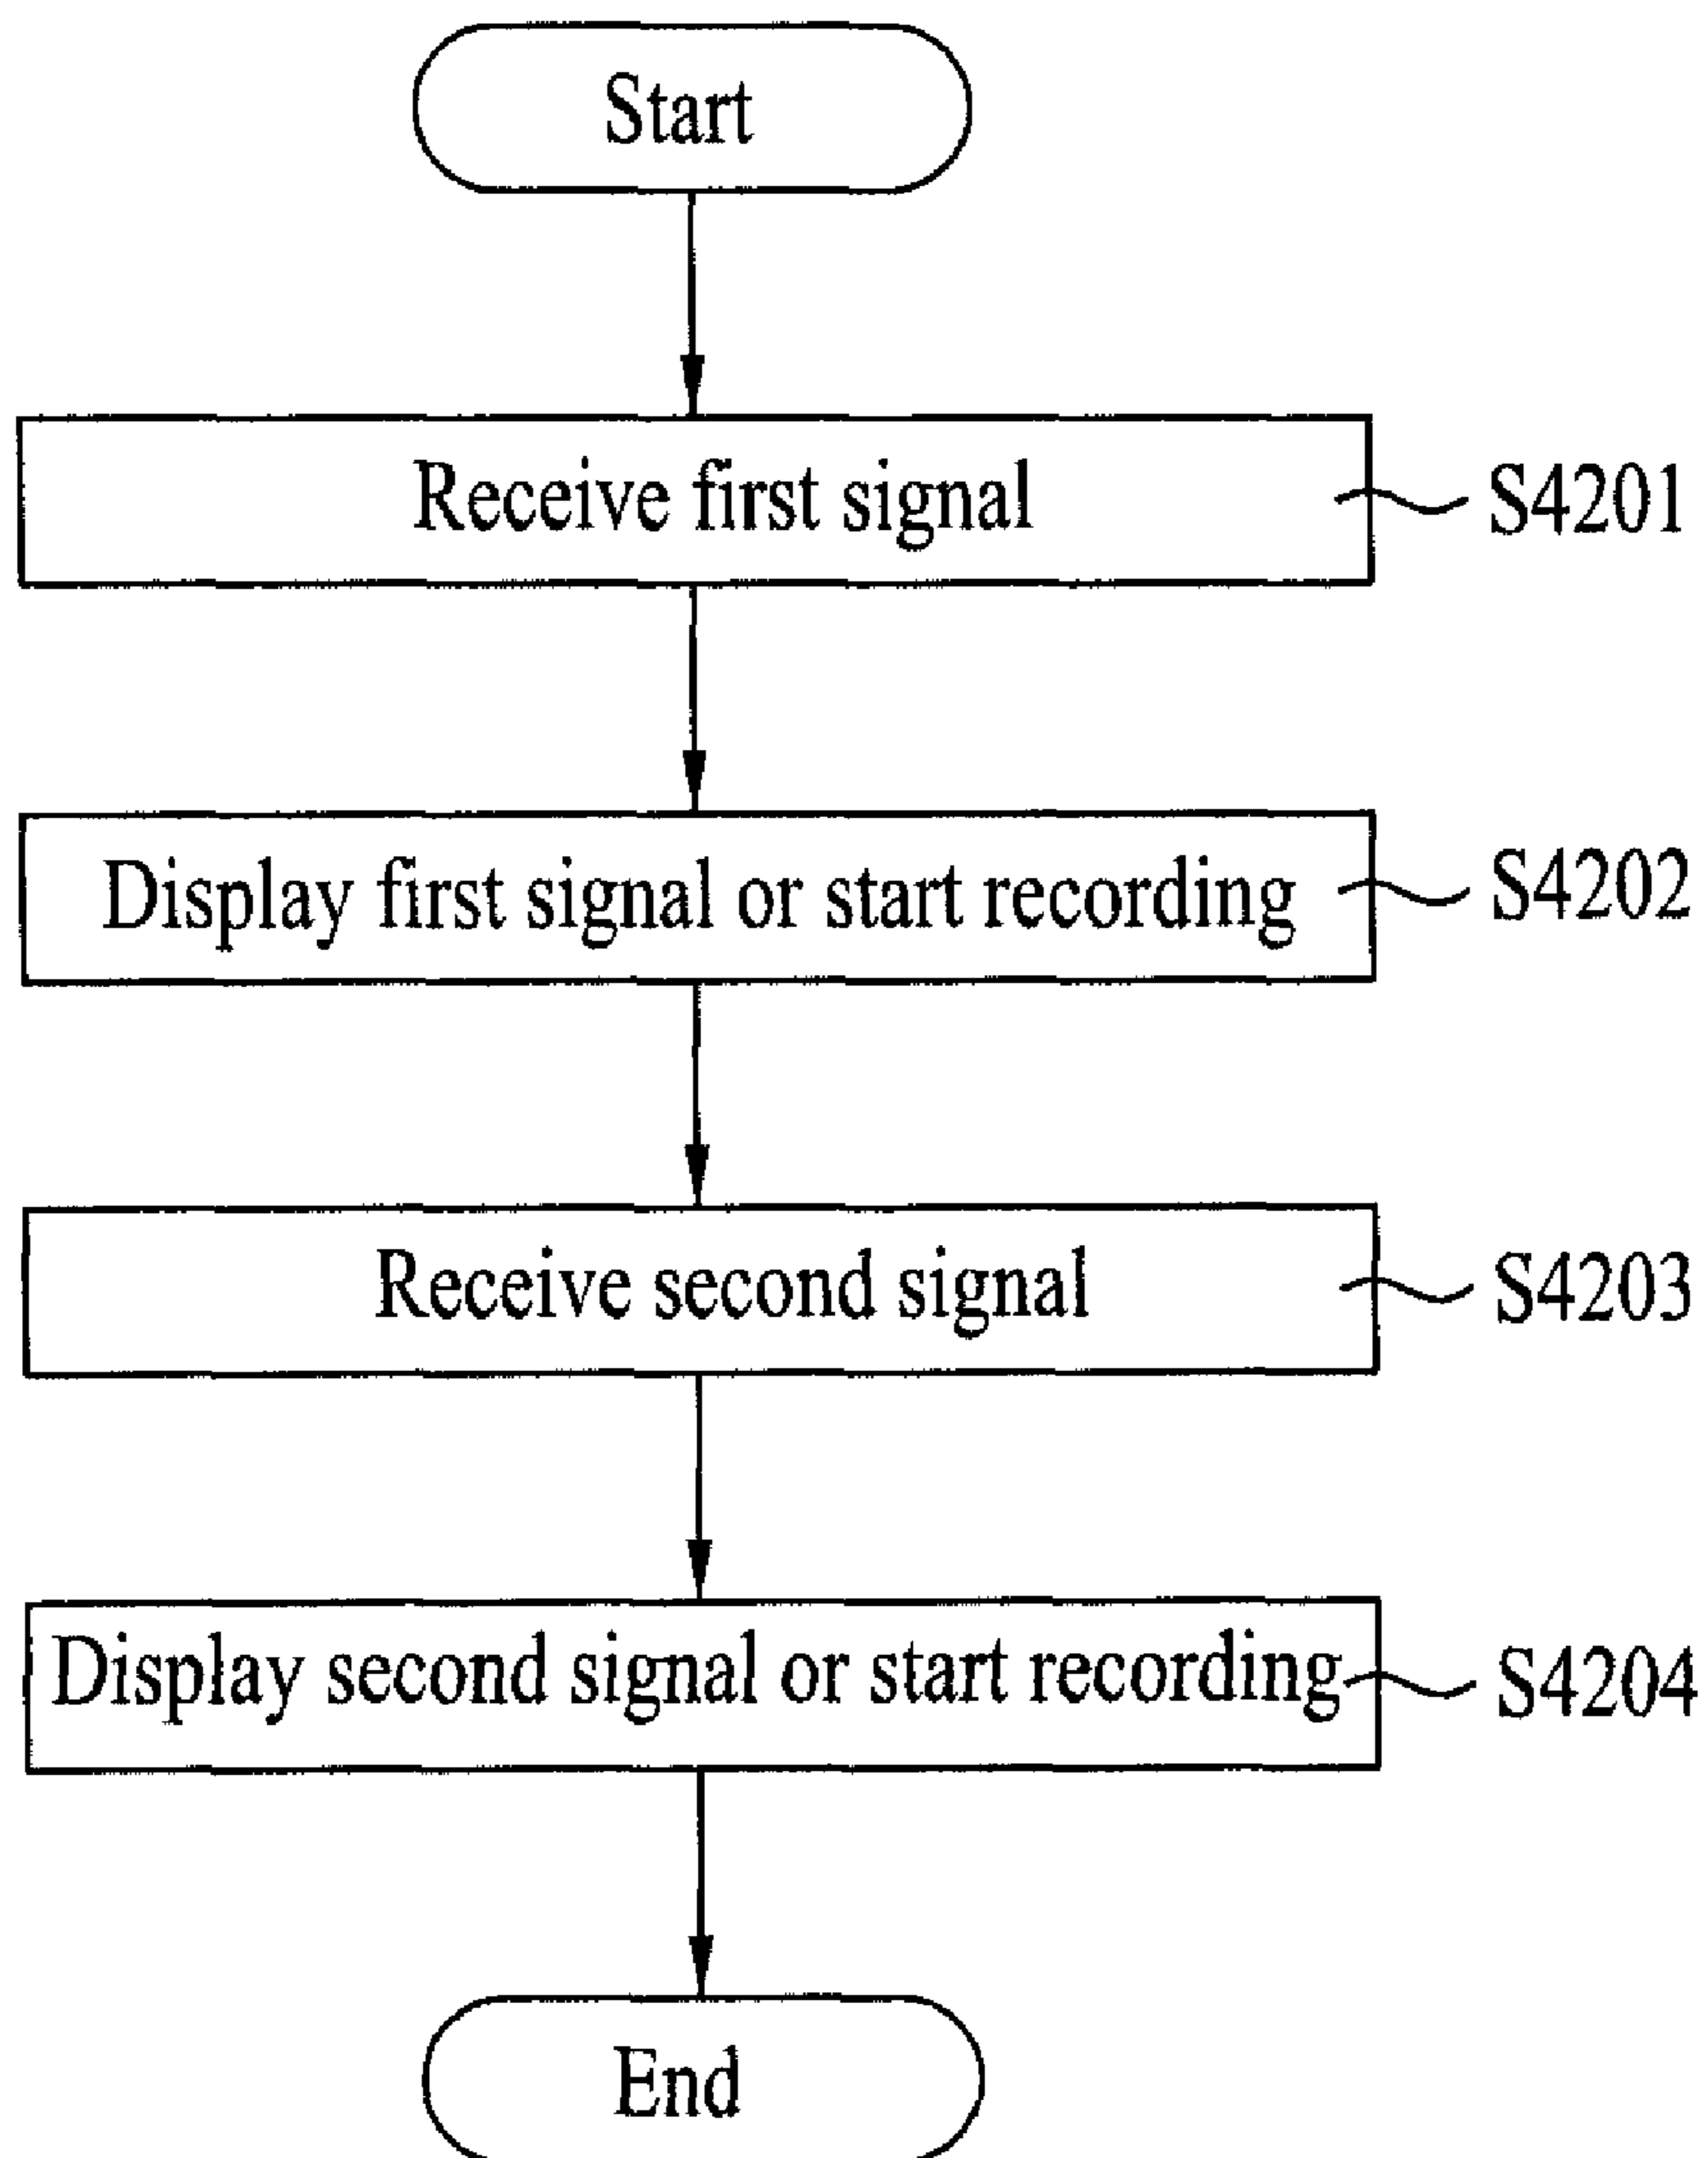 Start
Receive first signal
S4201
Display first signal or start recording
S4202
Receive second signal
S4203
Display second signal or start recording
S4204
End